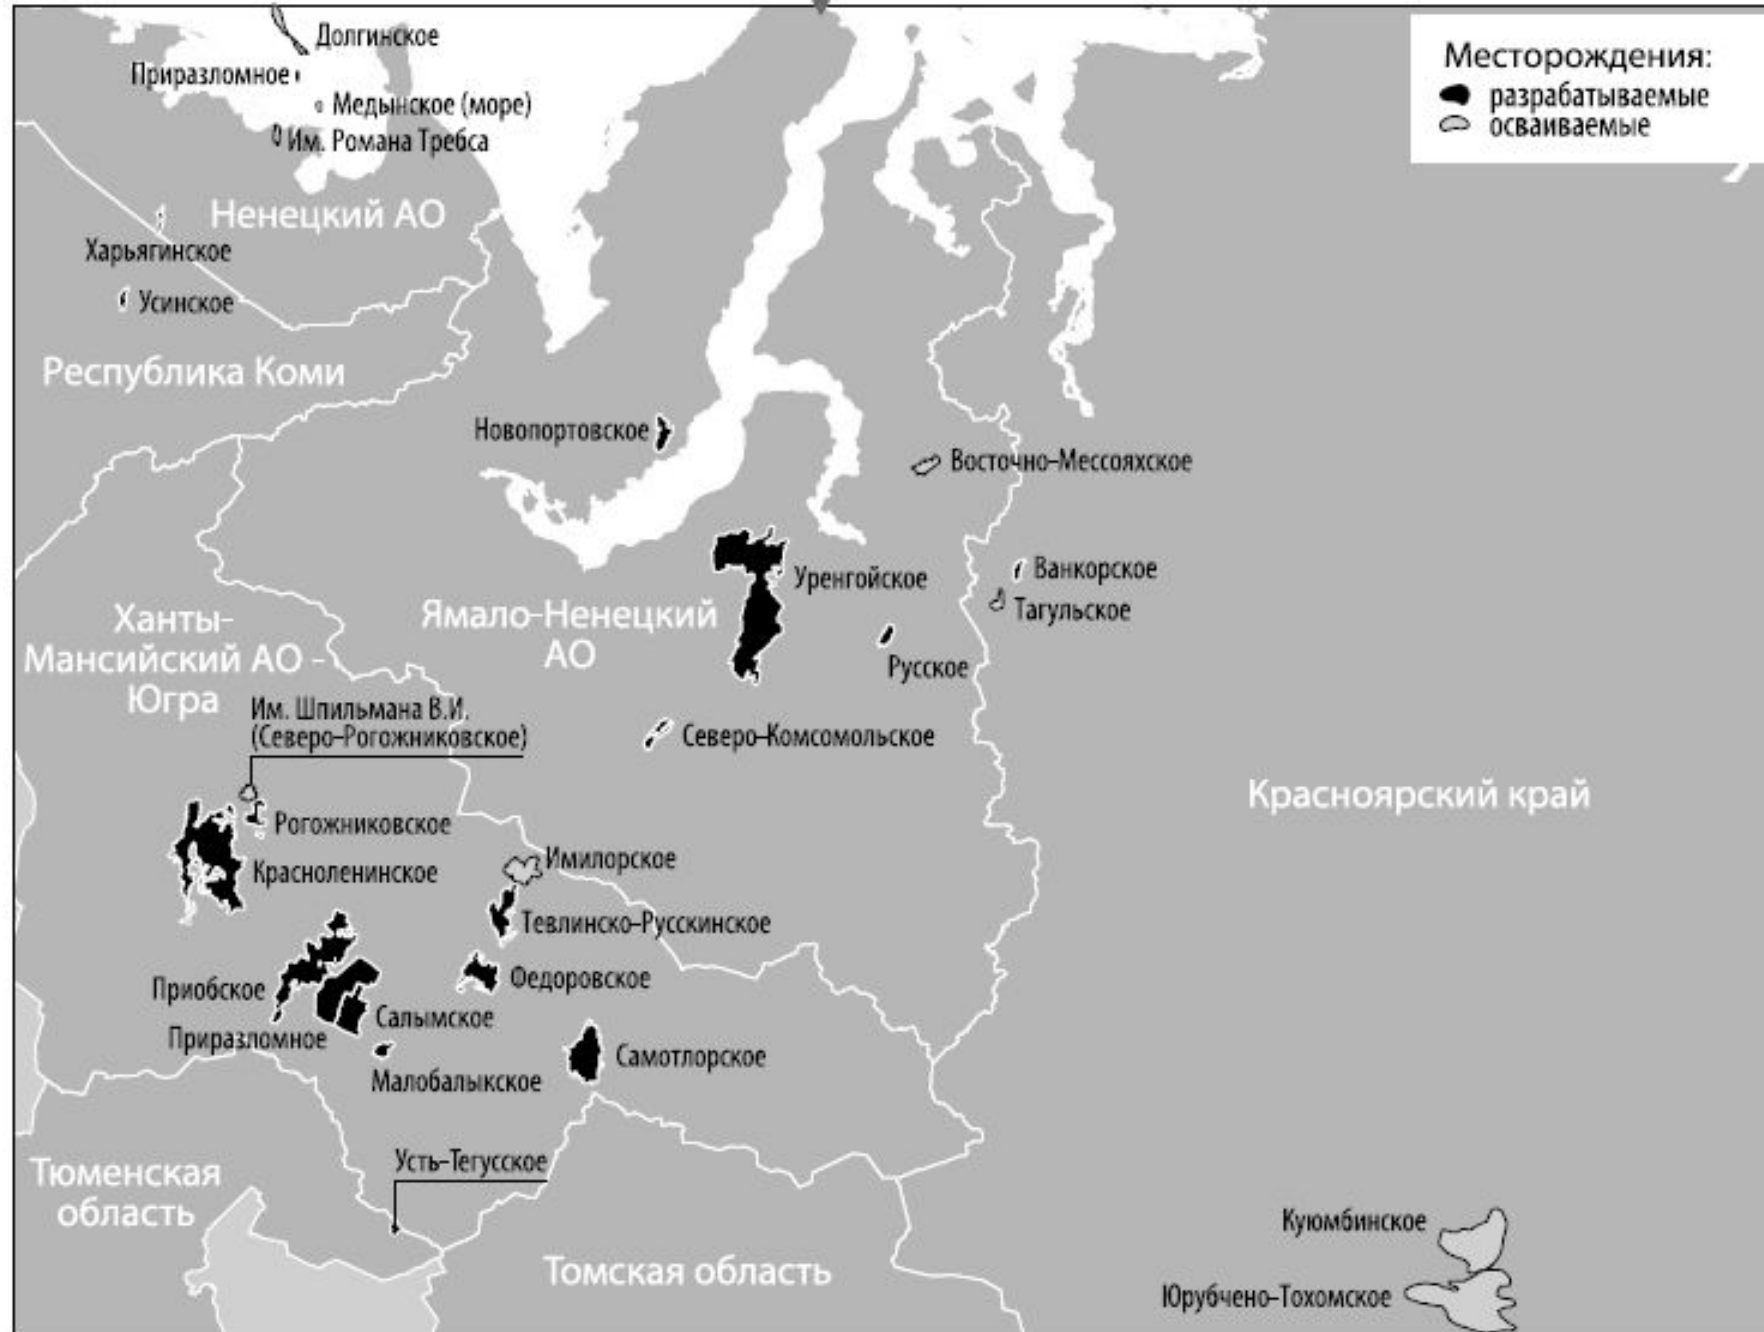 Долгинское
Приразломное
Медынское (море)
Им. Романа Требса
Месторождения:
разрабатываемые
осваиваемые
Ненецкий АО
Харьягинское
Усинское
Республика Коми
Новопортовское
Восточно-Мессояхское
Уренгойское
Ванкорское
Тагульское
Ханты-
Мансийский АО -
Югра
Ямало-Ненецкий
АО
Русское
Им. Шпильмана В.И.
(Северо-Рогожниковское)
Северо-Комсомольское
Красноярский край
Рогожниковское
Красноленинское
Имилорское
Тевлинско-Русскинское
Федоровское
Приобское
Салымское
Приразломное
Малобалыкское
Самотлорское
Усть-Тегусское
Тюменская
область
Томская область
Куюмбинское
Юрубчено-Тохомское